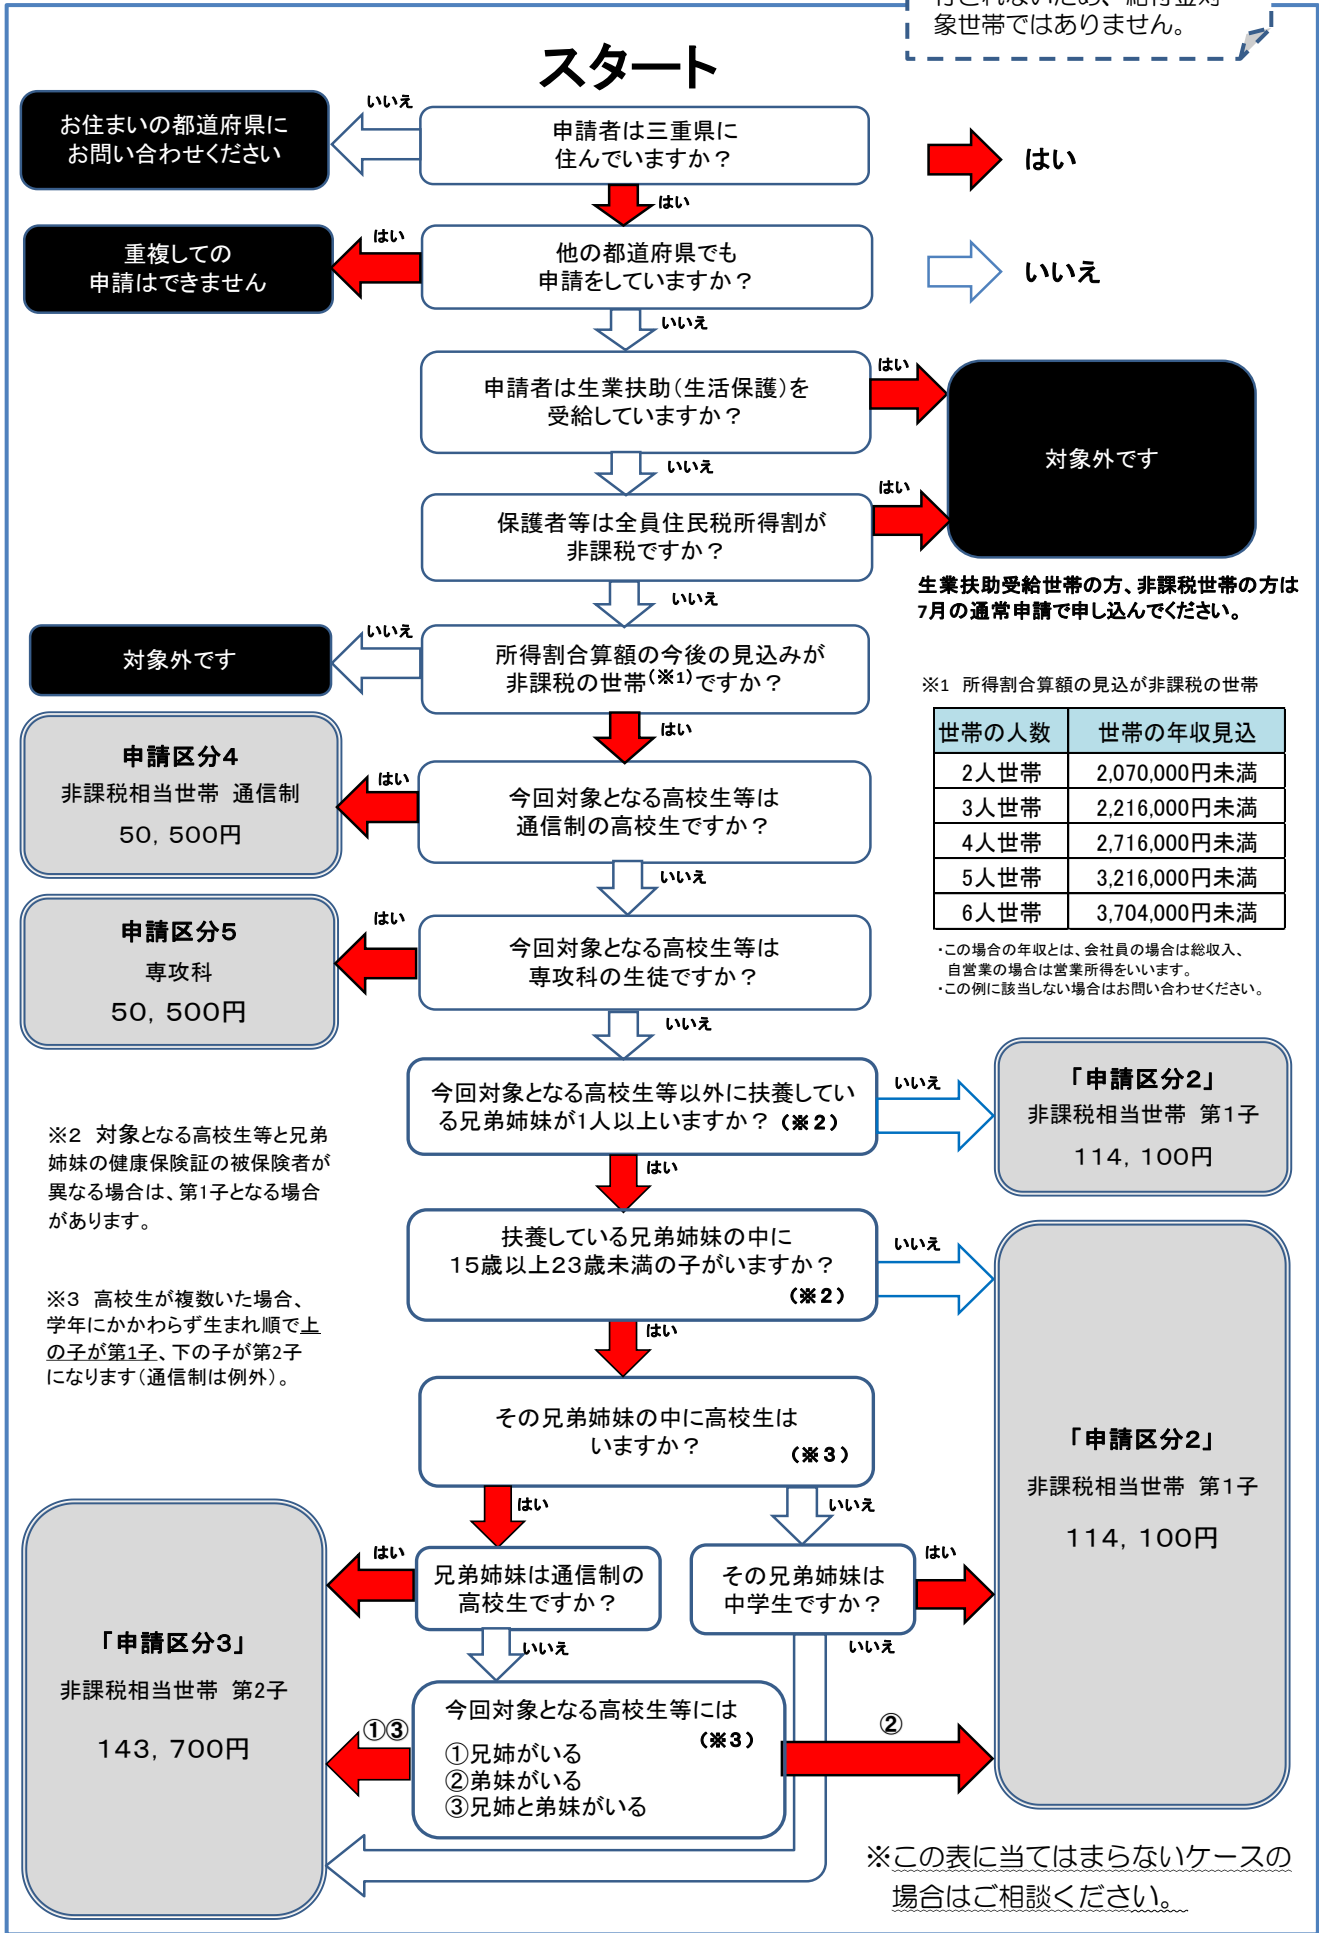 付されないため、給付金対
象世帯ではありません。
スタート
いいえ
お住まいの都道府県に
お問い合わせください
申請者は三重県に
住んでいますか？
はい
はい
はい
重複しての
申請はできません
他の都道府県でも
申請をしていますか？
いいえ
いいえ
はい
申請者は生業扶助（生活保護）を
受給していますか？
対象外です
いいえ
はい
保護者等は全員住民税所得割が
非課税ですか？
生業扶助受給世帯の方、非課税世帯の方は
7月の通常申請で申し込んでください。
いいえ
いいえ
対象外です
所得割合算額の今後の見込みが
非課税の世帯(※1)ですか？
※1　所得割合算額の見込が非課税の世帯
世帯の人数　世帯の年収見込
2人世帯　2,070,000円未満
3人世帯　2,216,000円未満
4人世帯　2,716,000円未満
5人世帯　3,216,000円未満
6人世帯　3,704,000円未満
・この場合の年収とは、会社員の場合は総収入、
自営業の場合は営業所得をいいます。
・この例に該当しない場合はお問い合わせください。
はい
申請区分4
非課税相当世帯 通信制
50，500円
はい
今回対象となる高校生等は
通信制の高校生ですか？
いいえ
申請区分5
専攻科
50，500円
はい
今回対象となる高校生等は
専攻科の生徒ですか？
いいえ
今回対象となる高校生等以外に扶養してい
る兄弟姉妹が1人以上いますか？（※2）
いいえ
「申請区分2」
非課税相当世帯 第1子
114，100円
※2　対象となる高校生等と兄弟
姉妹の健康保険証の被保険者が
異なる場合は、第1子となる場合
があります。
はい
扶養している兄弟姉妹の中に
15歳以上23歳未満の子がいますか？
（※2）
いいえ
※3　高校生が複数いた場合、
学年にかかわらず生まれ順で上
の子が第1子、下の子が第2子
になります（通信制は例外）。
はい
その兄弟姉妹の中に高校生は
いますか？
（※3）
「申請区分2」
非課税相当世帯 第1子
114，100円
はい
いいえ
はい
兄弟姉妹は通信制の
高校生ですか？
その兄弟姉妹は
中学生ですか？
はい
いいえ
いいえ
「申請区分3」
非課税相当世帯 第2子
143，700円
①③
今回対象となる高校生等には
（※3）
①兄姉がいる
②弟妹がいる
③兄姉と弟妹がいる
②
※この表に当てはまらないケースの
場合はご相談ください。